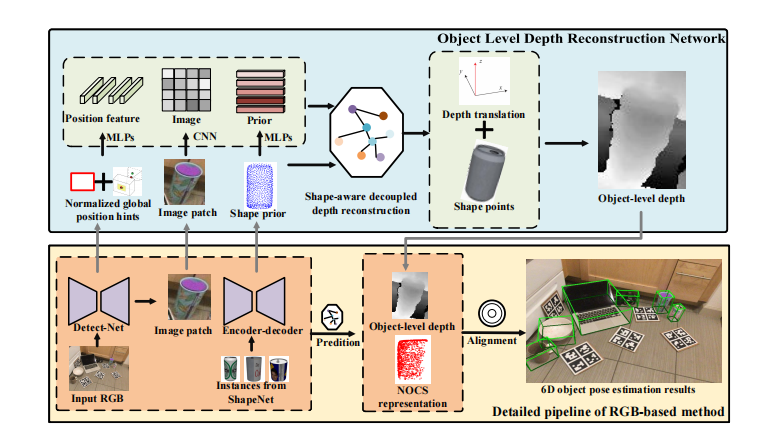 Object Level Depth Reconstruction Network
Position feature
Image
Prior
MLPs
CNN
MLPs
Normalized global
position hints
Image patch
Shape prior
Shape-aware decoupled
depth reconstruction
z
y
x
Depth translation
Shape points
Object-level depth
Detect-Net
Input RGB
Image patch
Encoder-decoder
Instances from
ShapeNet
Predition
Object-level depth
NOCS
representation
Alignment
6D object pose estimation results
Detailed pipeline of RGB-based method